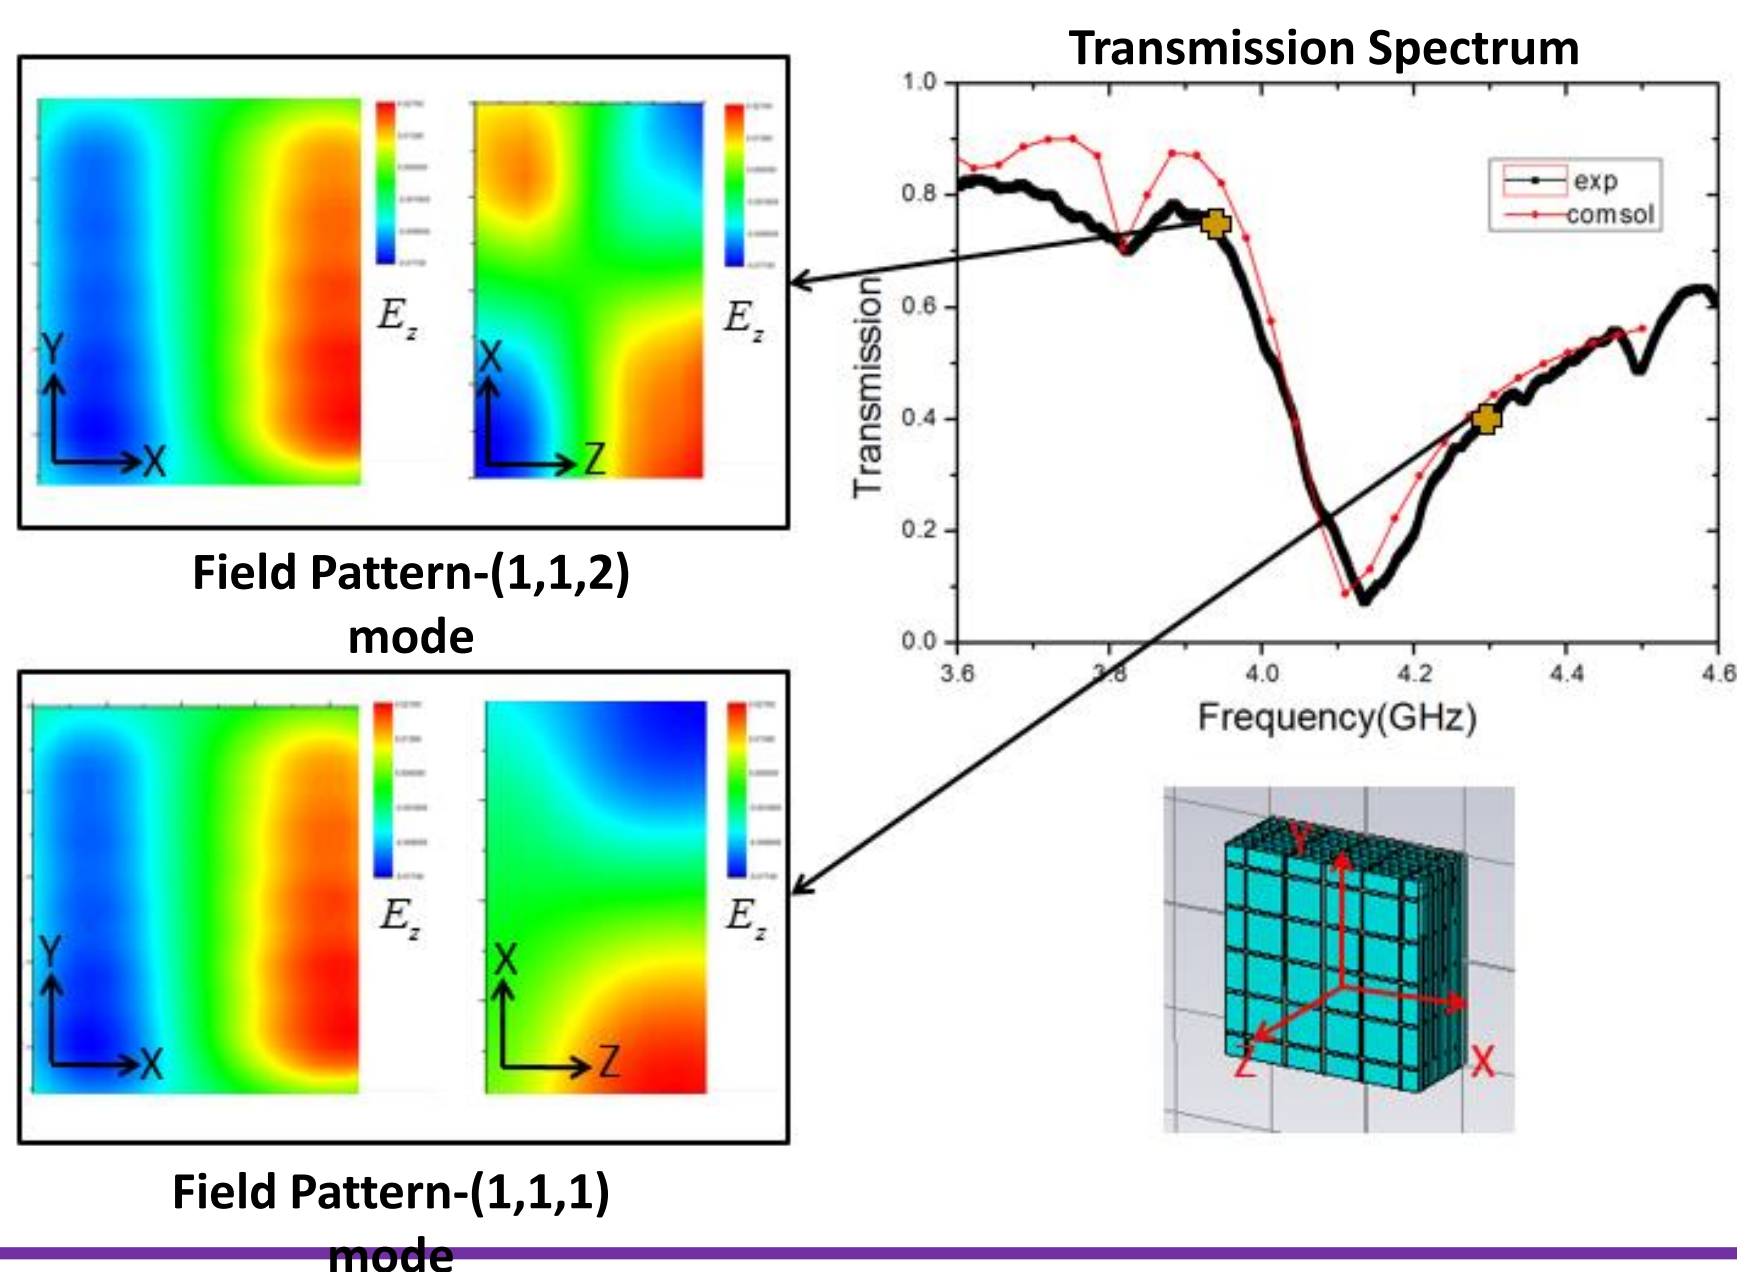 Transmission Spectrum
Y
X
E_z
X
Z
E_z
Field Pattern-(1,1,2)
mode
1.0
0.8
0.6
0.4
0.2
0.0
Transmission
exp
comsol
3.6
3.8
4.0
4.2
4.4
4.6
Frequency(GHz)
Y
X
E_z
X
Z
E_z
Field Pattern-(1,1,1)
mode
Y
Z
X